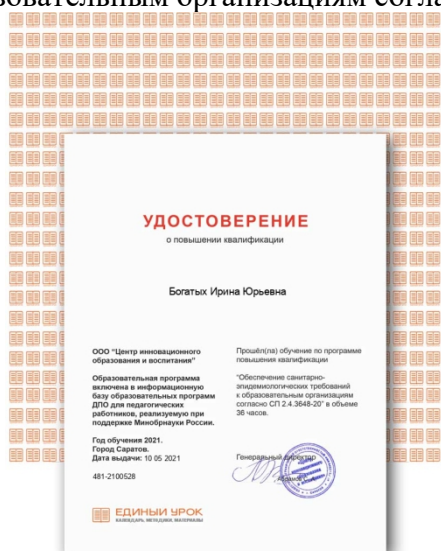 зовательным организациям согла
УДОСТОВЕРЕНИЕ
о повышении квалификации
Богатых Ирина Юрьевна
ООО "Центр инновационного
образования и воспитания"
Образовательная программа
включена в информационную
базу образовательных программ
ДПО для педагогических
работников, реализуемую при
поддержке Минобрнауки России.
Год обучения 2021.
Город Саратов.
Дата выдачи: 10 05 2021
481-2100528
Прошёл(ла) обучение по программе
повышения квалификации
"Обеспечение санитарно-
эпидемиологических требований
к образовательным организациям
согласно СП 2.4.3648-20" в объеме
36 часов.
Генеральный директор
ЕДИНЫЙ УРОК
КАЛЕНДАРЬ, МЕТОДИКИ, МАТЕРИАЛЫ